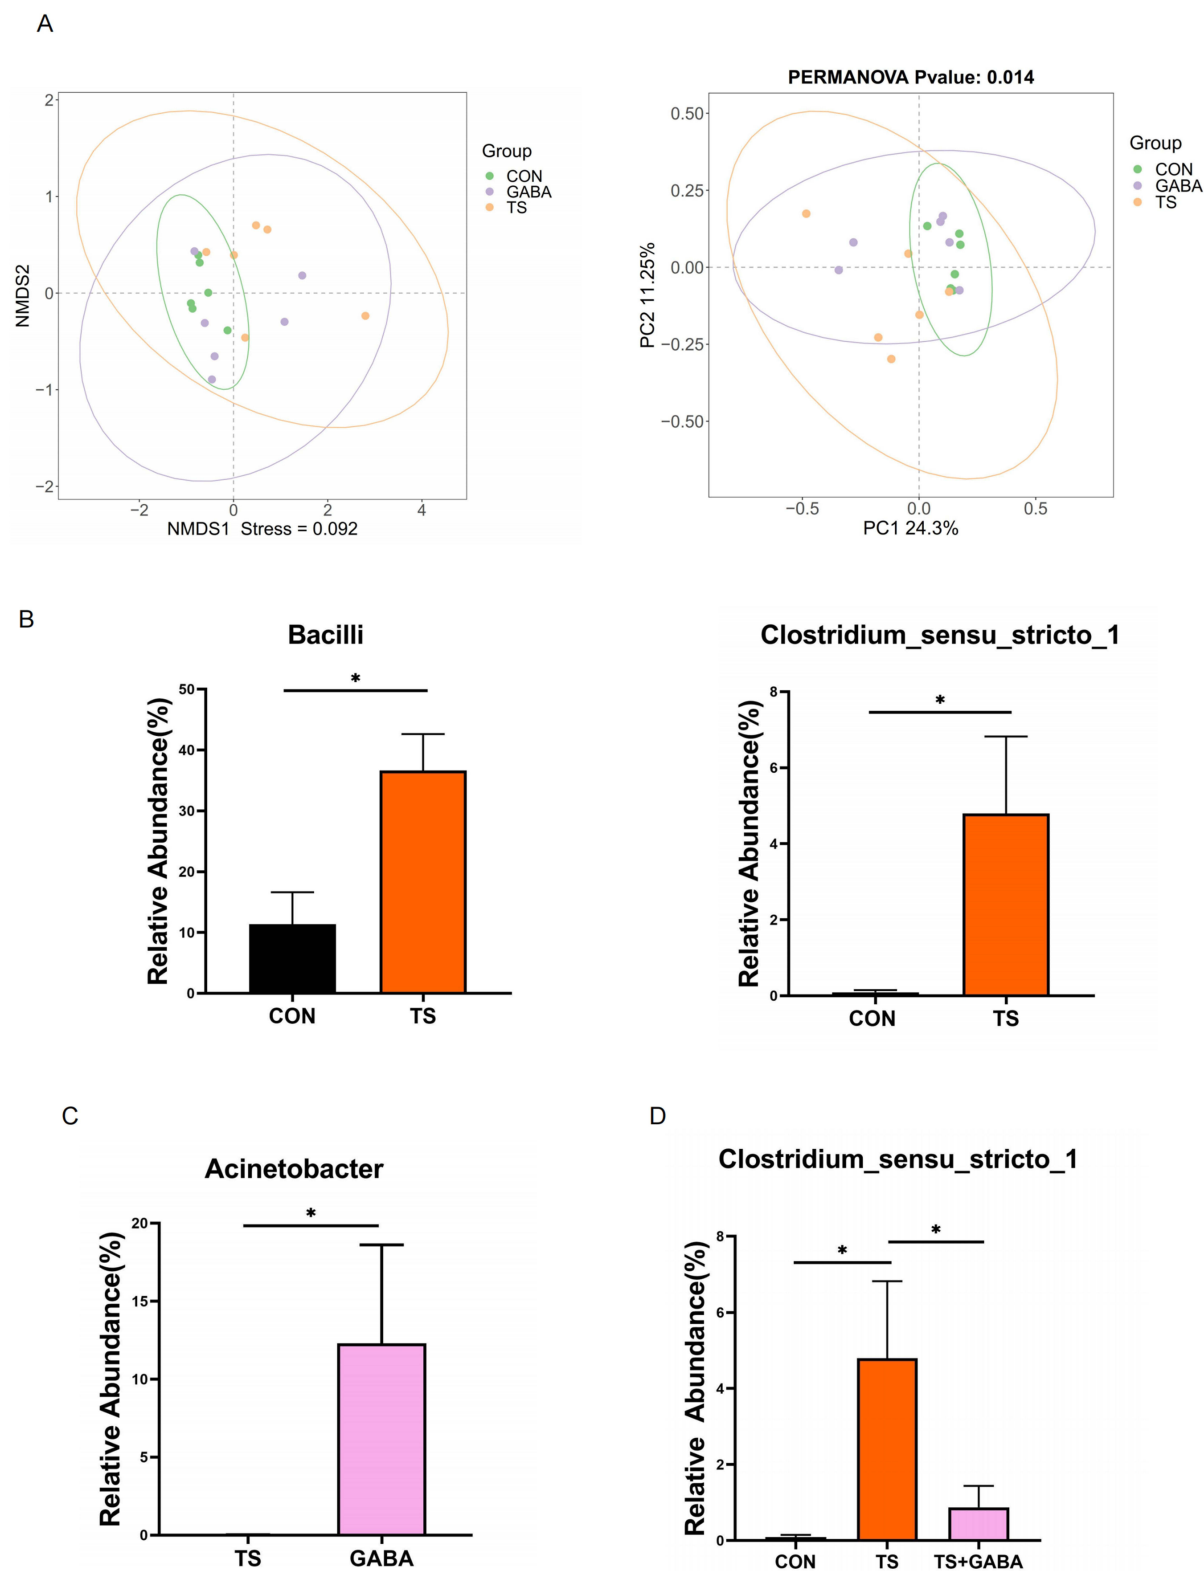 A
PERMANOVA Pvalue: 0.014
2
1
0
−1
−2
NMDS2
−2
0
2
4
NMDS1 Stress = 0.092
Group
CON
GABA
TS
0.50
0.25
0.00
−0.25
−0.50
PC2 11.25%
−0.5
0.0
0.5
PC1 24.3%
Group
CON
GABA
TS
B
Bacilli
*
50
40
30
20
10
0
Relative Abundance(%)
CON
TS
Clostridium_sensu_stricto_1
*
8
6
4
2
0
Relative Abundance(%)
CON
TS
C
Acinetobacter
*
20
15
10
5
0
Relative Abundance(%)
TS
GABA
D
Clostridium_sensu_stricto_1
*
*
8
6
4
2
0
Relative Abundance(%)
CON
TS
TS+GABA